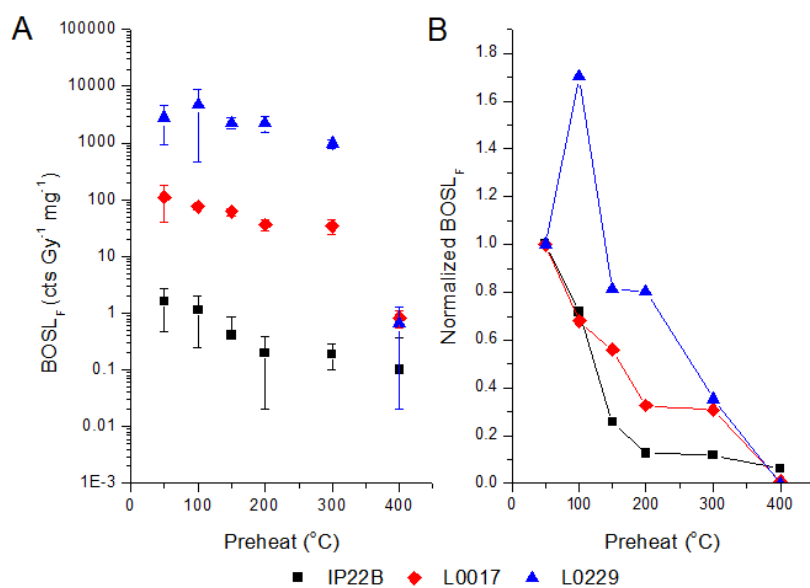 A
B
100000
10000
1000
100
10
1
0.1
0.01
1E-3
BOSL_F (cts Gy⁻¹ mg⁻¹)
0 100 200 300 400
Preheat (°C)
1.8
1.6
1.4
1.2
1.0
0.8
0.6
0.4
0.2
0.0
Normalized BOSL_F
0 100 200 300 400
Preheat (°C)
IP22B L0017 L0229